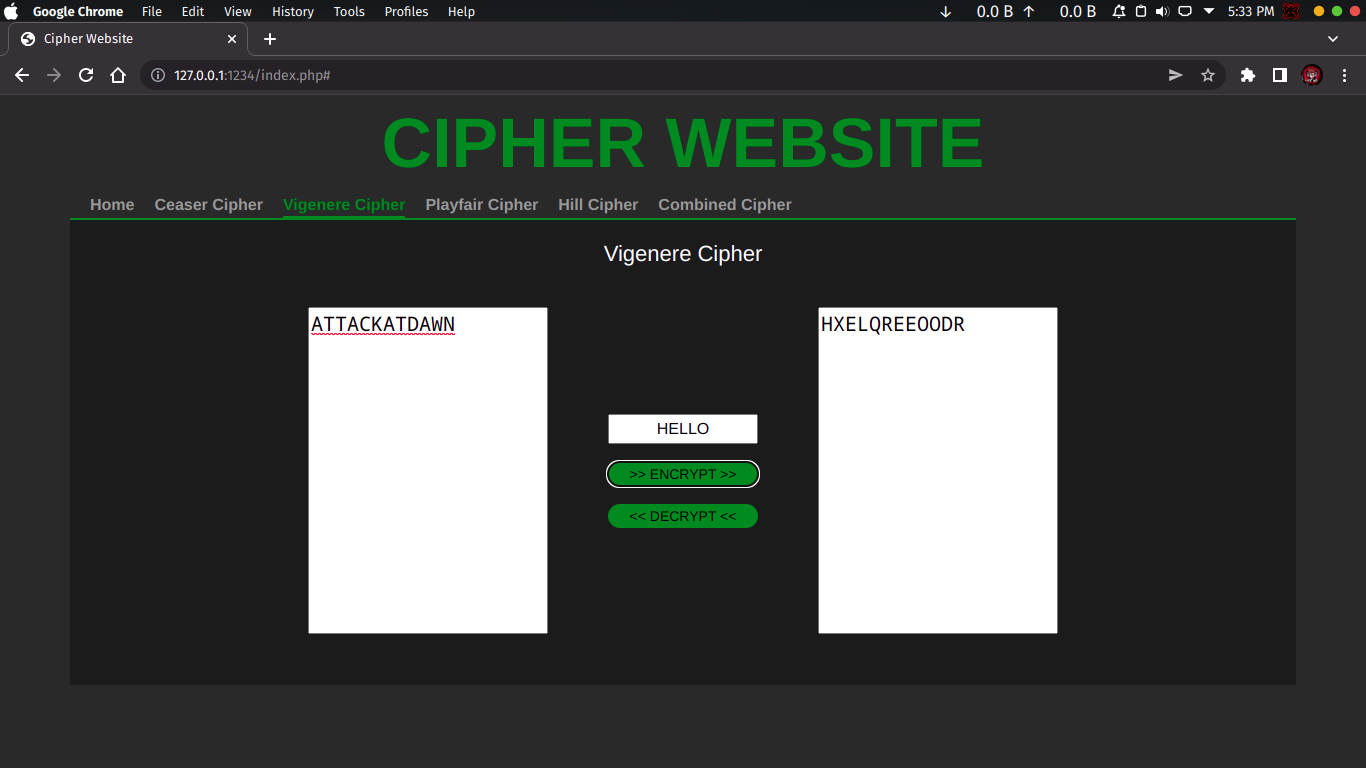 Google Chrome File Edit View History Tools Profiles Help 0.0 B 0.0 B 5:33 PM
Cipher Website
127.0.0.1:1234/index.php#
CIPHER WEBSITE
Home Ceaser Cipher Vigenere Cipher Playfair Cipher Hill Cipher Combined Cipher
Vigenere Cipher
ATTACKATDAWN
HXELQREEOODR
HELLO
>> ENCRYPT >>
<< DECRYPT <<